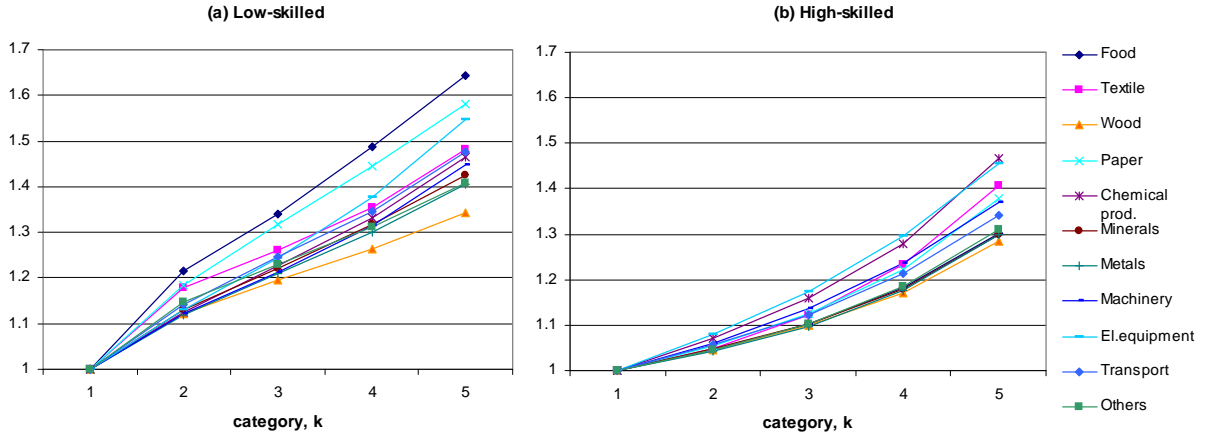 (a) Low-skilled
1.7
1.6
1.5
1.4
1.3
1.2
1.1
1
1 2 3 4 5
category, k
(b) High-skilled
1.7
1.6
1.5
1.4
1.3
1.2
1.1
1
1 2 3 4 5
category, k
Food
Textile
Wood
Paper
Chemical
prod.
Minerals
Metals
Machinery
El.equipment
Transport
Others